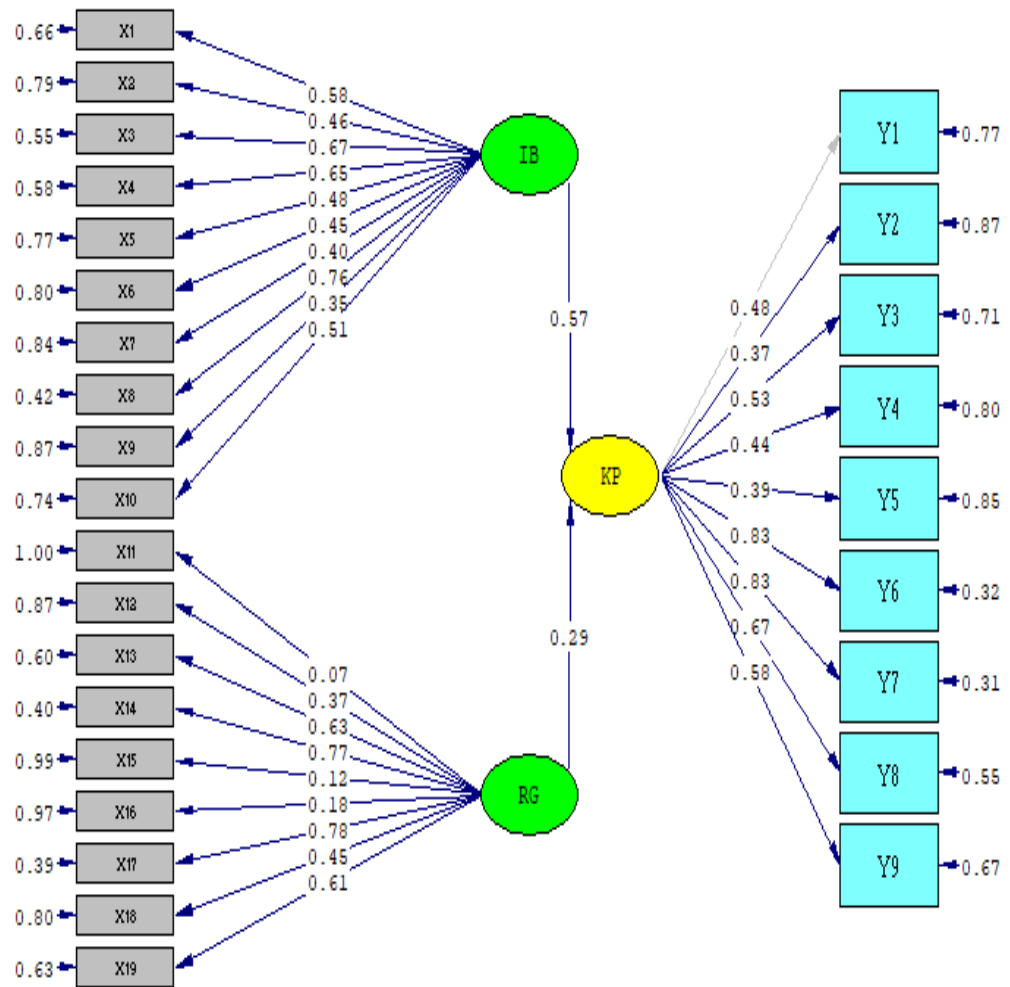 0.66 X1
0.58
0.79 X2
0.46
0.55 X3
0.67
0.58 X4
0.65
0.77 X5
0.48
0.80 X6
0.45
0.84 X7
0.40
0.42 X8
0.76
0.87 X9
0.35
0.74 X10
0.51
1.00 X11
0.07
0.87 X12
0.37
0.60 X13
0.63
0.40 X14
0.77
0.99 X15
0.12
0.97 X16
0.18
0.39 X17
0.78
0.80 X18
0.45
0.63 X19
0.61
IB
0.57
KP
0.29
RG
0.48
Y1 0.77
0.37
Y2 0.87
0.53
Y3 0.71
0.44
Y4 0.80
0.39
Y5 0.85
0.83
Y6 0.32
0.83
Y7 0.31
0.67
Y8 0.55
0.58
Y9 0.67